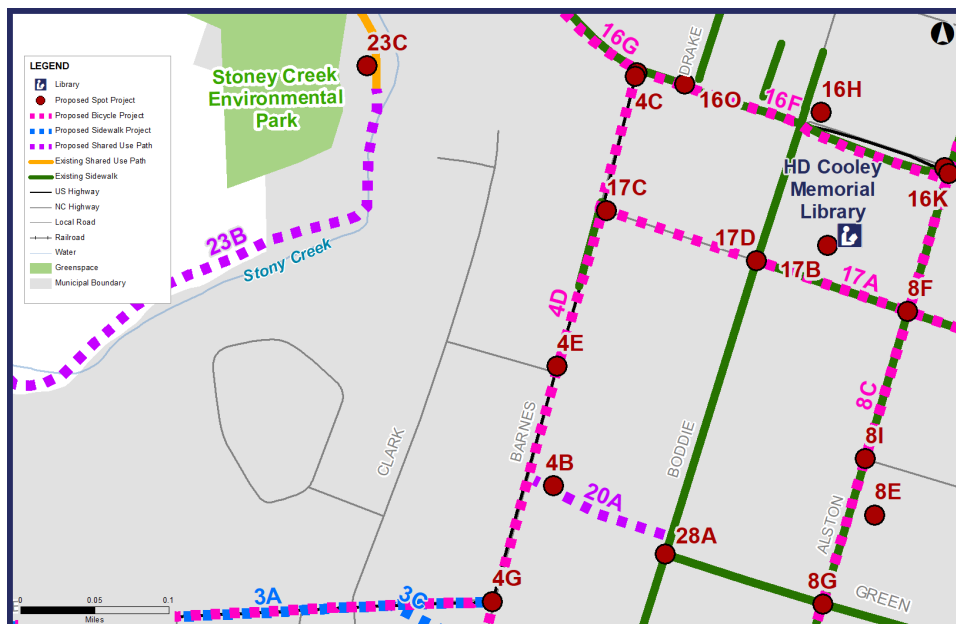 LEGEND
Library
Proposed Spot Project
Proposed Bicycle Project
Proposed Sidewalk Project
Proposed Shared Use Path
Existing Shared Use Path
Existing Sidewalk
US Highway
NC Highway
Local Road
Railroad
Water
Greenspace
Municipal Boundary
23C
Stoney Creek
Environmental
Park
16G
DRAKE
4C
16O
16F
16H
HD Cooley
Memorial
Library
16K
17C
17D
17B
17A
8F
23B
Stony Creek
4D
4E
8C
CLARK
BARNES
BODDIE
8I
4B
20A
8E
ALSTON
28A
4G
3A
3C
8G
GREEN
0
0.05
0.1
Miles